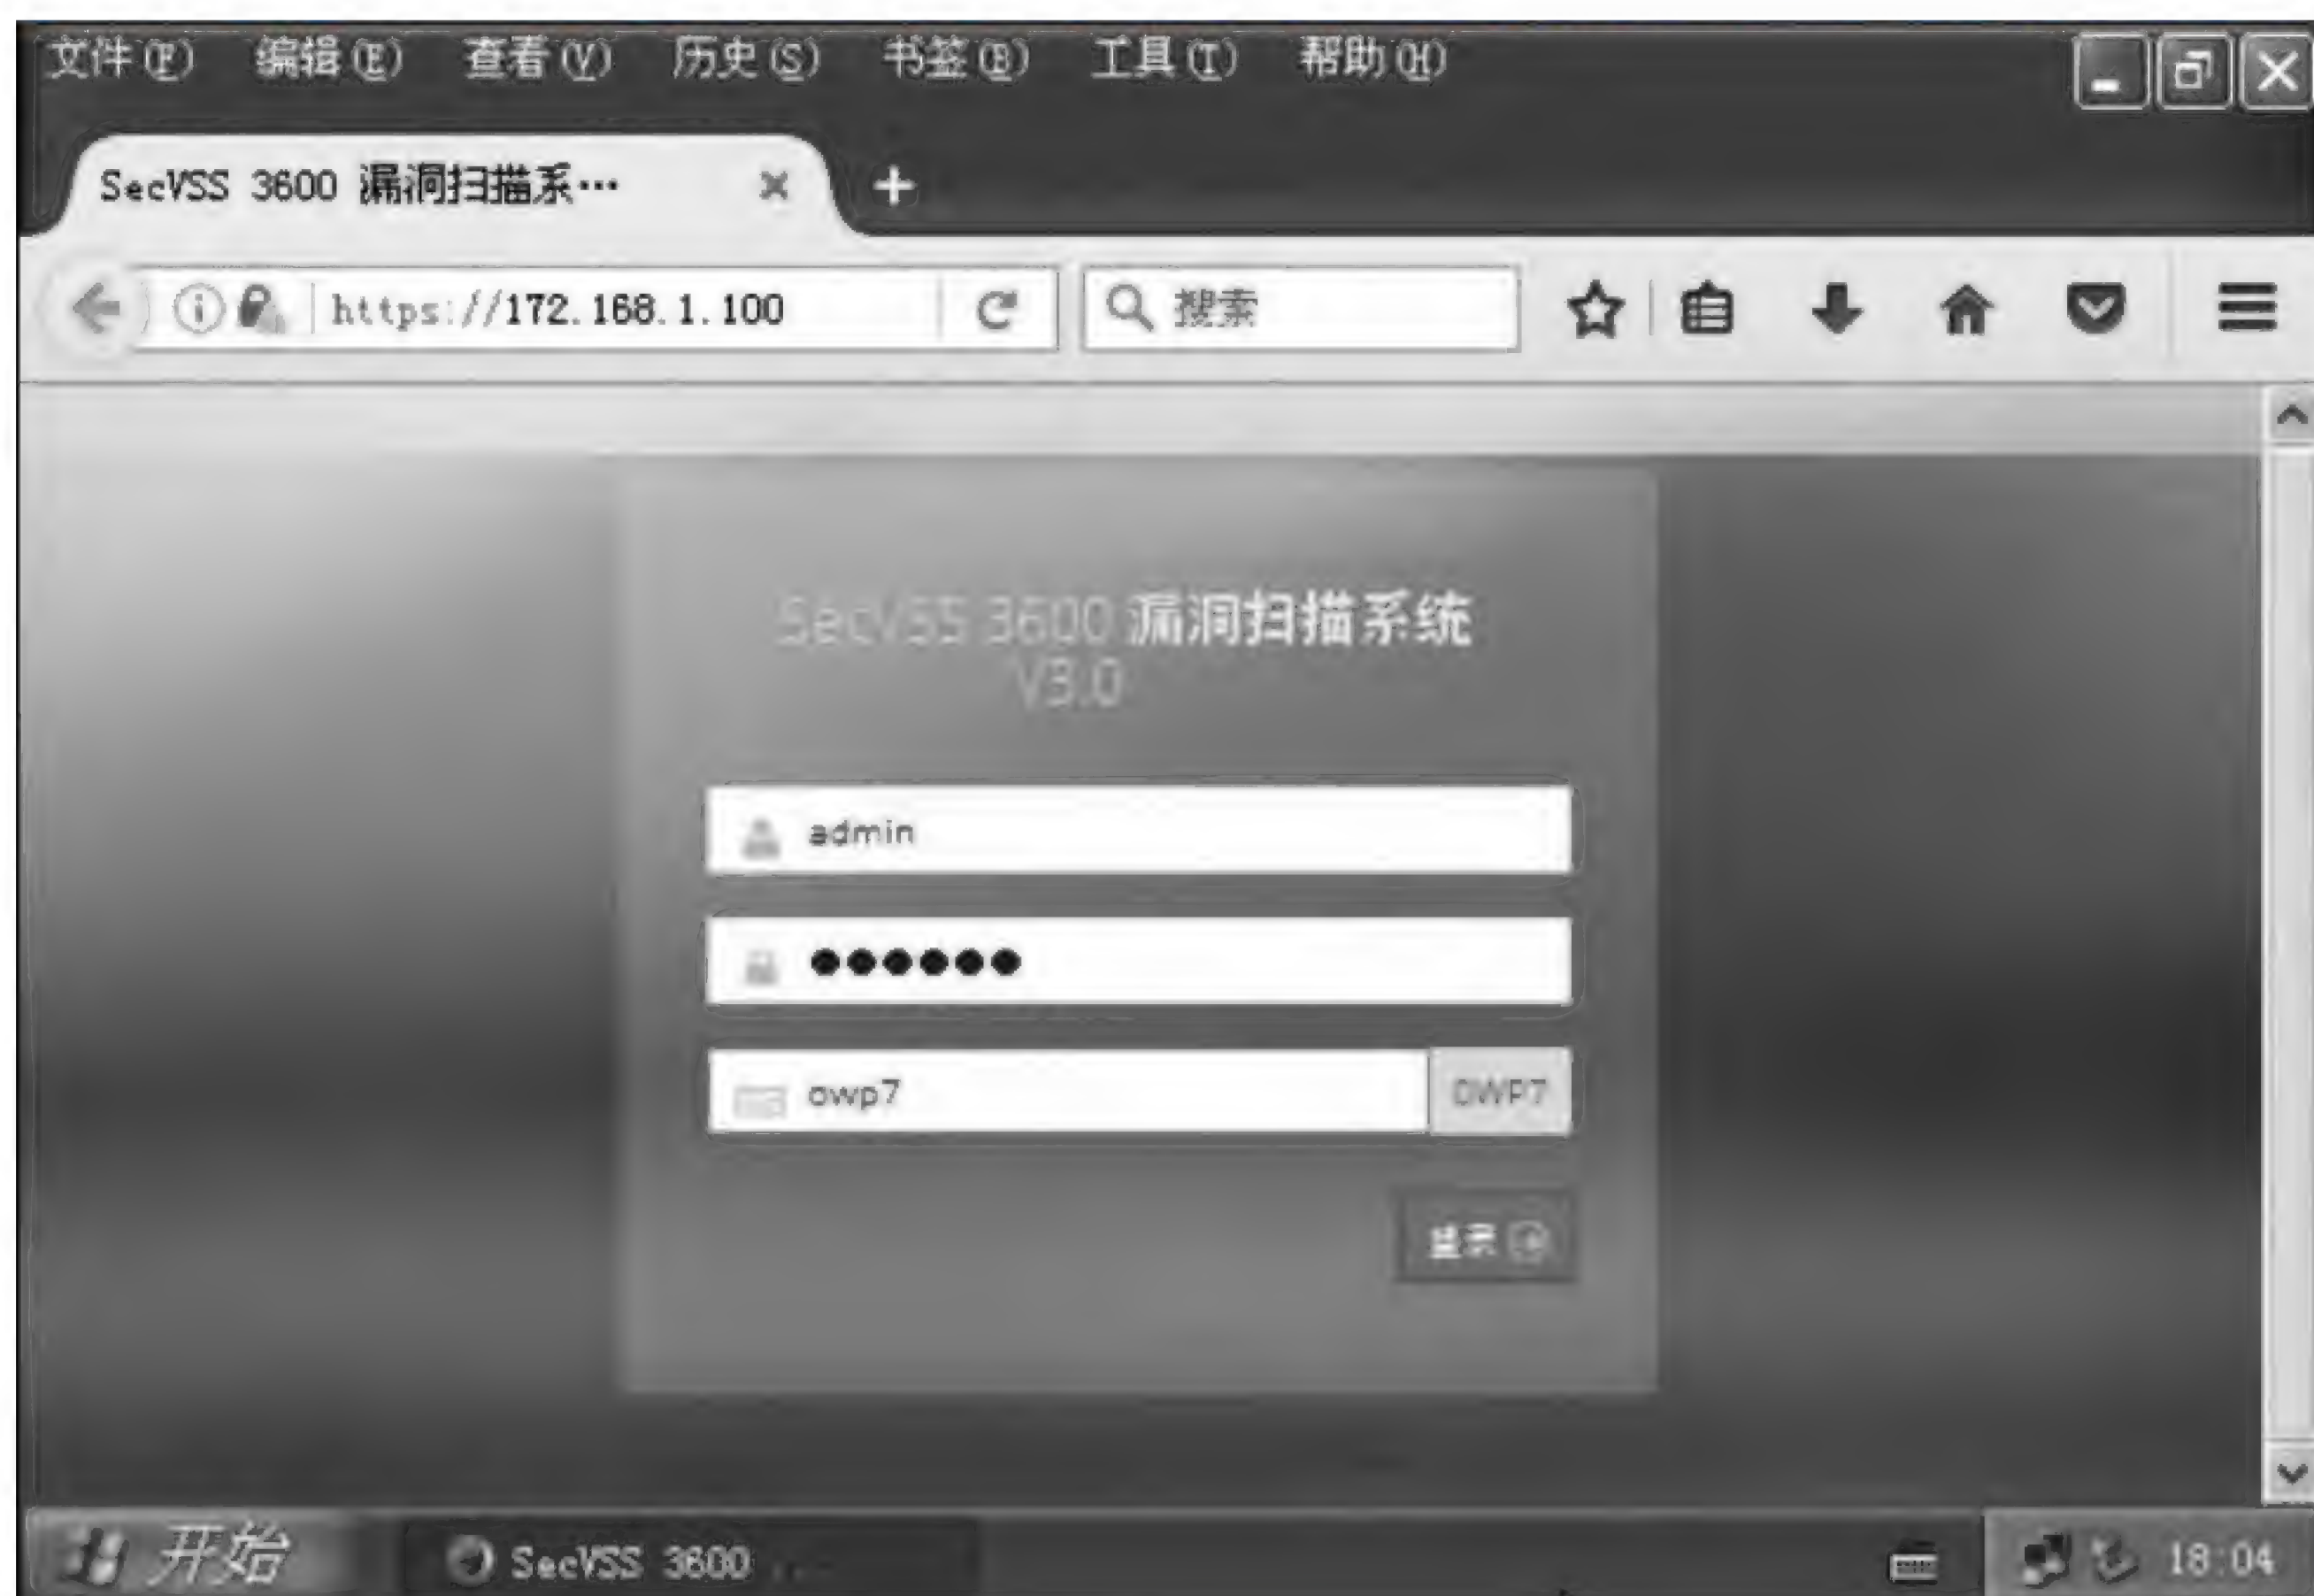 文件(F) 编辑(E) 查看(V) 历史(S) 书签(B) 工具(T) 帮助(H)
SecVSS 3600 漏洞扫描系…
https://172.168.1.100
搜索
SecVSS 3600 漏洞扫描系统
V3.0
admin
●●●●●●
owp7 OWP7
登录
开始 SecVSS 3600 ... 18:04